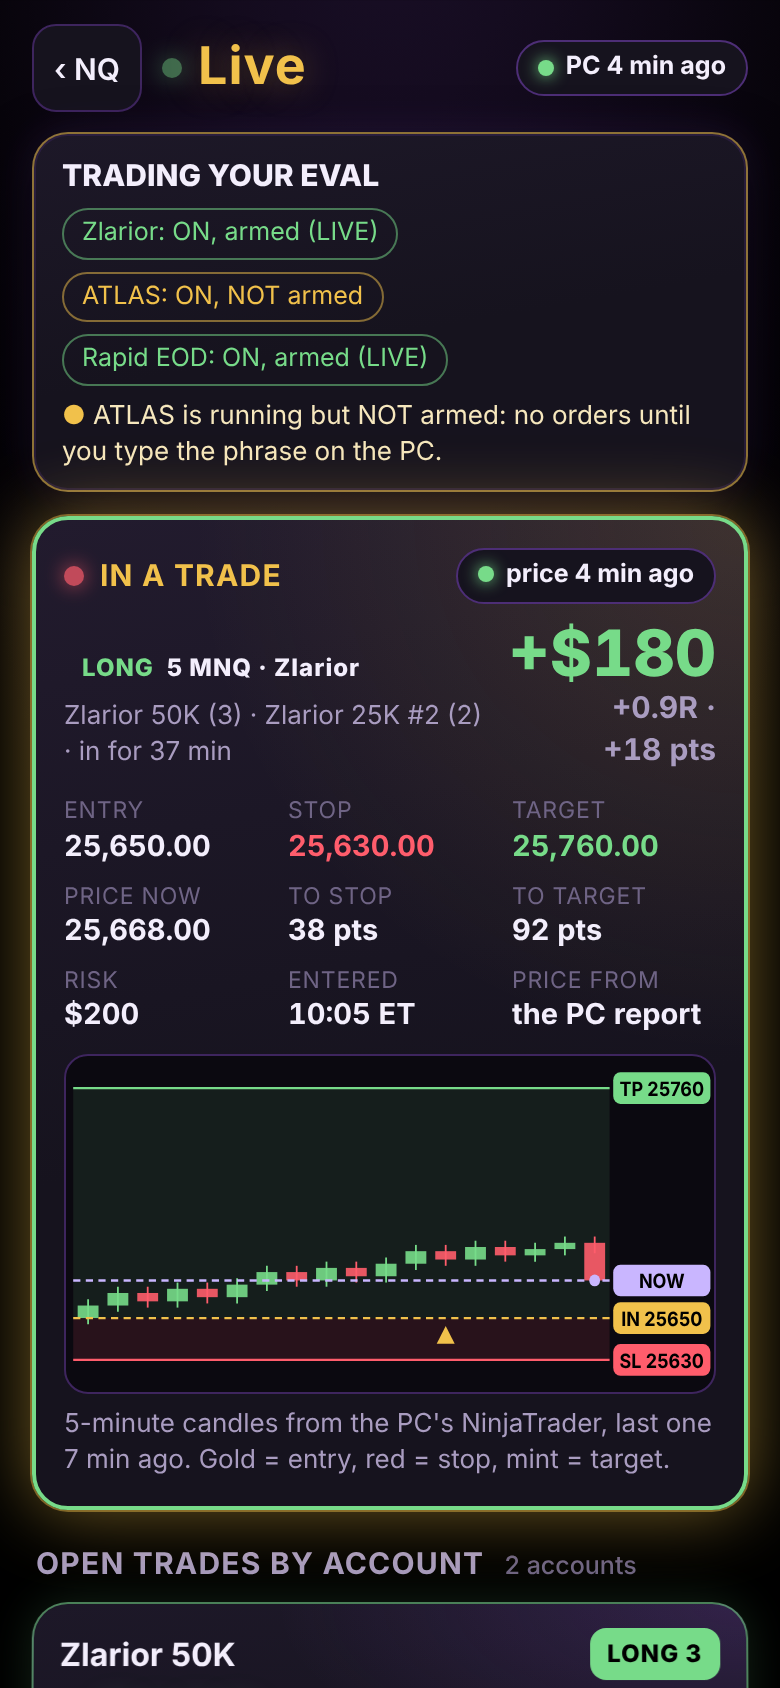 ‹ NQ
Live
PC 4 min ago
TRADING YOUR EVAL
Zlarior: ON, armed (LIVE)
ATLAS: ON, NOT armed
Rapid EOD: ON, armed (LIVE)
ATLAS is running but NOT armed: no orders until
you type the phrase on the PC.
IN A TRADE
price 4 min ago
LONG 5 MNQ · Zlarior
+$180
Zlarior 50K (3) · Zlarior 25K #2 (2)
· in for 37 min
+0.9R ·
+18 pts
ENTRY STOP TARGET
25,650.00 25,630.00 25,760.00
PRICE NOW TO STOP TO TARGET
25,668.00 38 pts 92 pts
RISK ENTERED PRICE FROM
$200 10:05 ET the PC report
TP 25760
NOW
IN 25650
SL 25630
5-minute candles from the PC's NinjaTrader, last one
7 min ago. Gold = entry, red = stop, mint = target.
OPEN TRADES BY ACCOUNT 2 accounts
Zlarior 50K
LONG 3